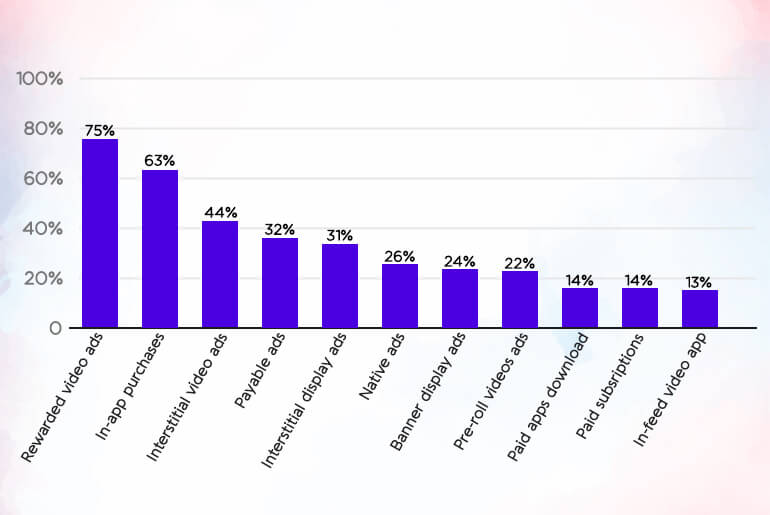 100%
80%
60%
40%
20%
0
75%
63%
44%
32%
31%
26%
24%
22%
14%
14%
13%
Rewarded video ads
In-app purchases
Interstitial video ads
Payable ads
Interstitial display ads
Native ads
Banner display ads
Pre-roll videos ads
Paid apps download
Paid subsriptions
In-feed video app